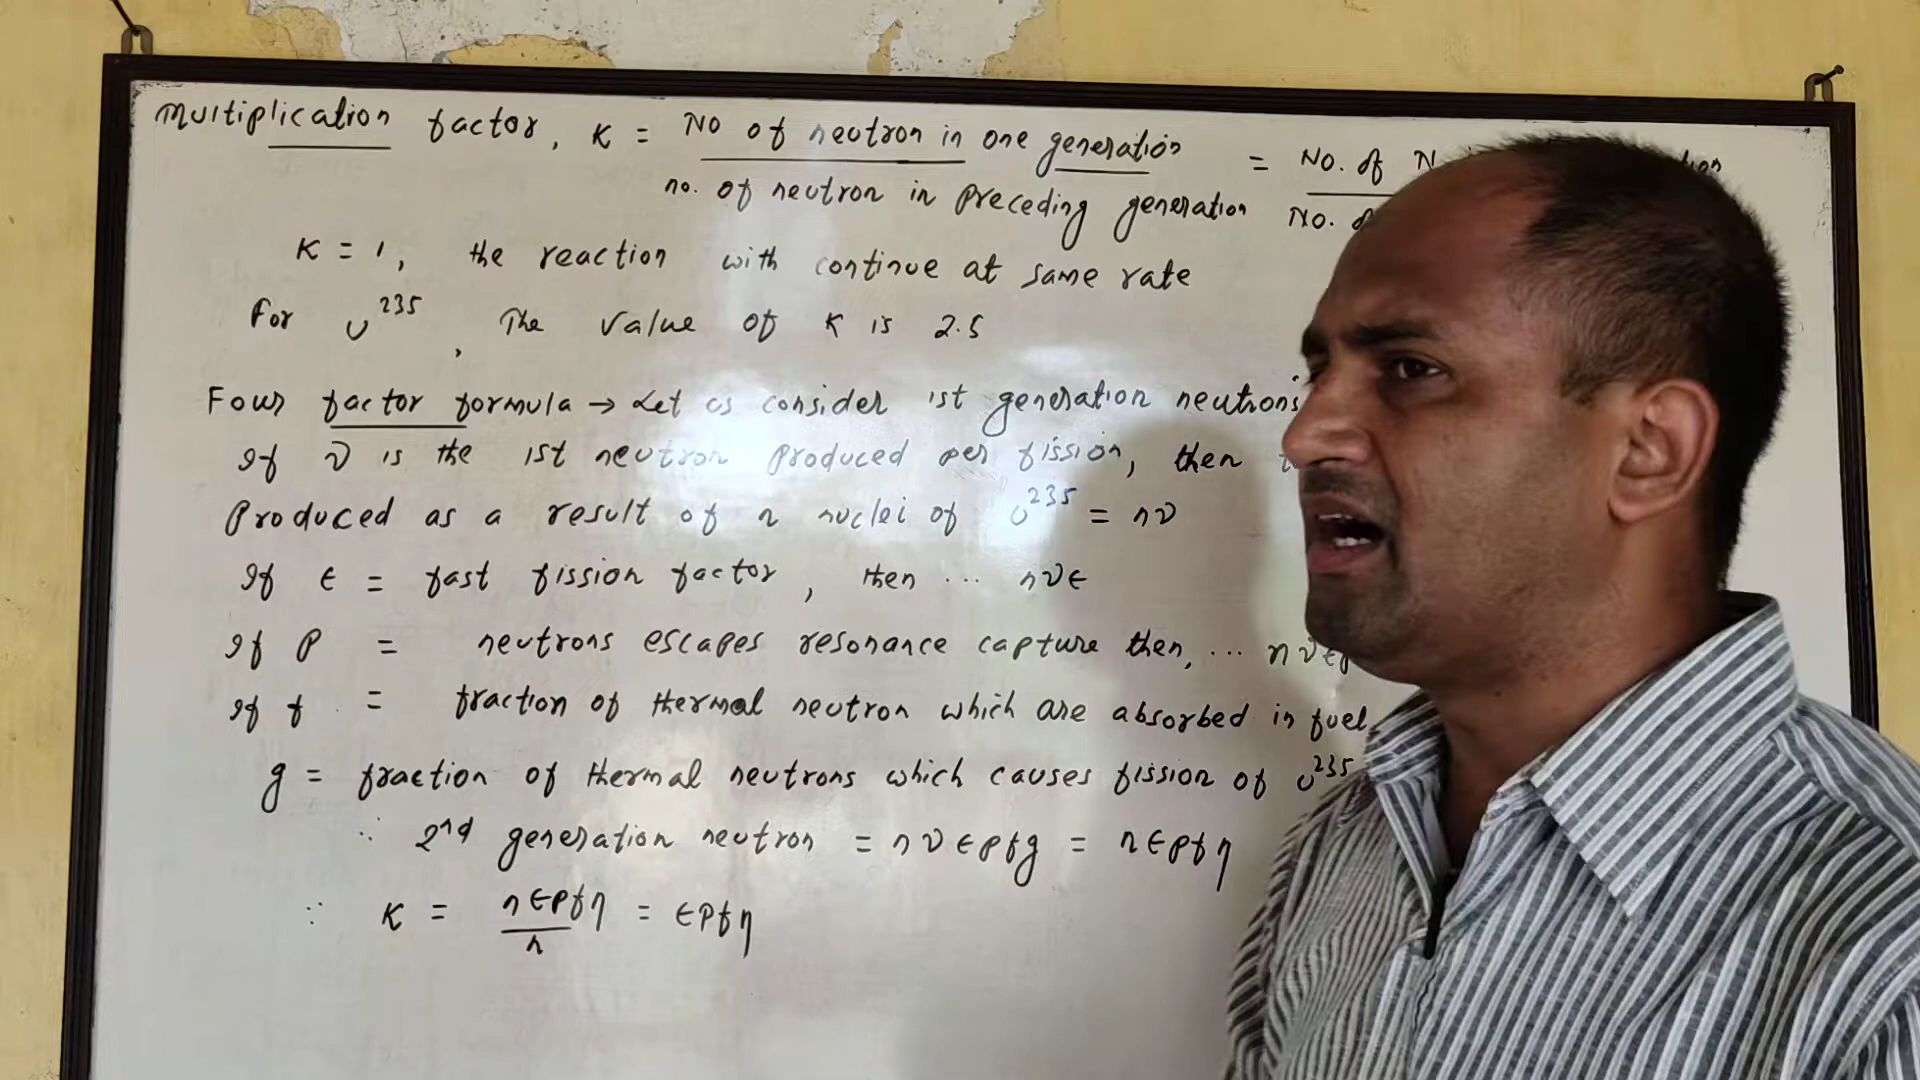 Multiplication factor, K = No of neutron in one generation / no. of neutron in preceding generation = No. of N / No. of
K = 1, the reaction with continue at same rate
For U²³⁵, The value of K is 2.5
Four factor formula → Let us consider 1st generation neutrons
If ν is the 1st neutron produced per fission, then
Produced as a result of n nuclei of U²³⁵ = nν
If ϵ = fast fission factor, then ... nνϵ
If P = neutrons escapes resonance capture then, ... nνϵp
If f = fraction of thermal neutron which are absorbed in fuel
g = fraction of thermal neutrons which causes fission of U²³⁵
∴ 2nd generation neutron = nνϵpfg = nϵpfη
∴ K = nϵpfη / n = ϵpfη